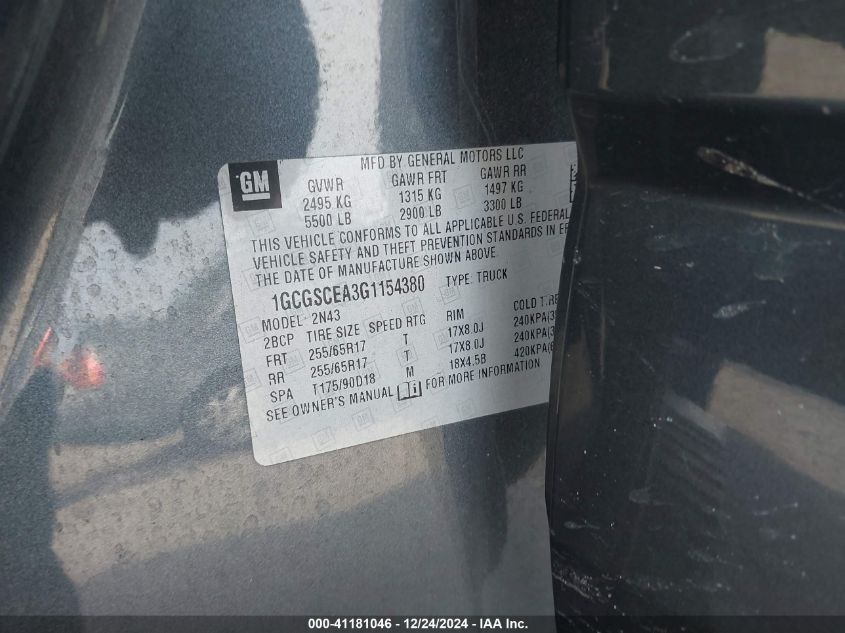 MFD BY GENERAL MOTORS LLC
GM
GVWR GAWR FRT GAWR RR
2495 KG 1315 KG 1497 KG
5500 LB 2900 LB 3300 LB
THIS VEHICLE CONFORMS TO ALL APPLICABLE U.S. FEDERAL
VEHICLE SAFETY AND THEFT PREVENTION STANDARDS IN EF
THE DATE OF MANUFACTURE SHOWN ABOVE.
1GCGSCEA3G1154380 TYPE: TRUCK
MODEL: 2N43
2BCP TIRE SIZE SPEED RTG RIM COLD TIRE
FRT 255/65R17 T 17X8.0J 240KPA(3
RR 255/65R17 T 17X8.0J 240KPA(3
SPA T175/90D18 M 18X4.5B 420KPA(6
SEE OWNER'S MANUAL FOR MORE INFORMATION
000-41181046 - 12/24/2024 - IAA Inc.